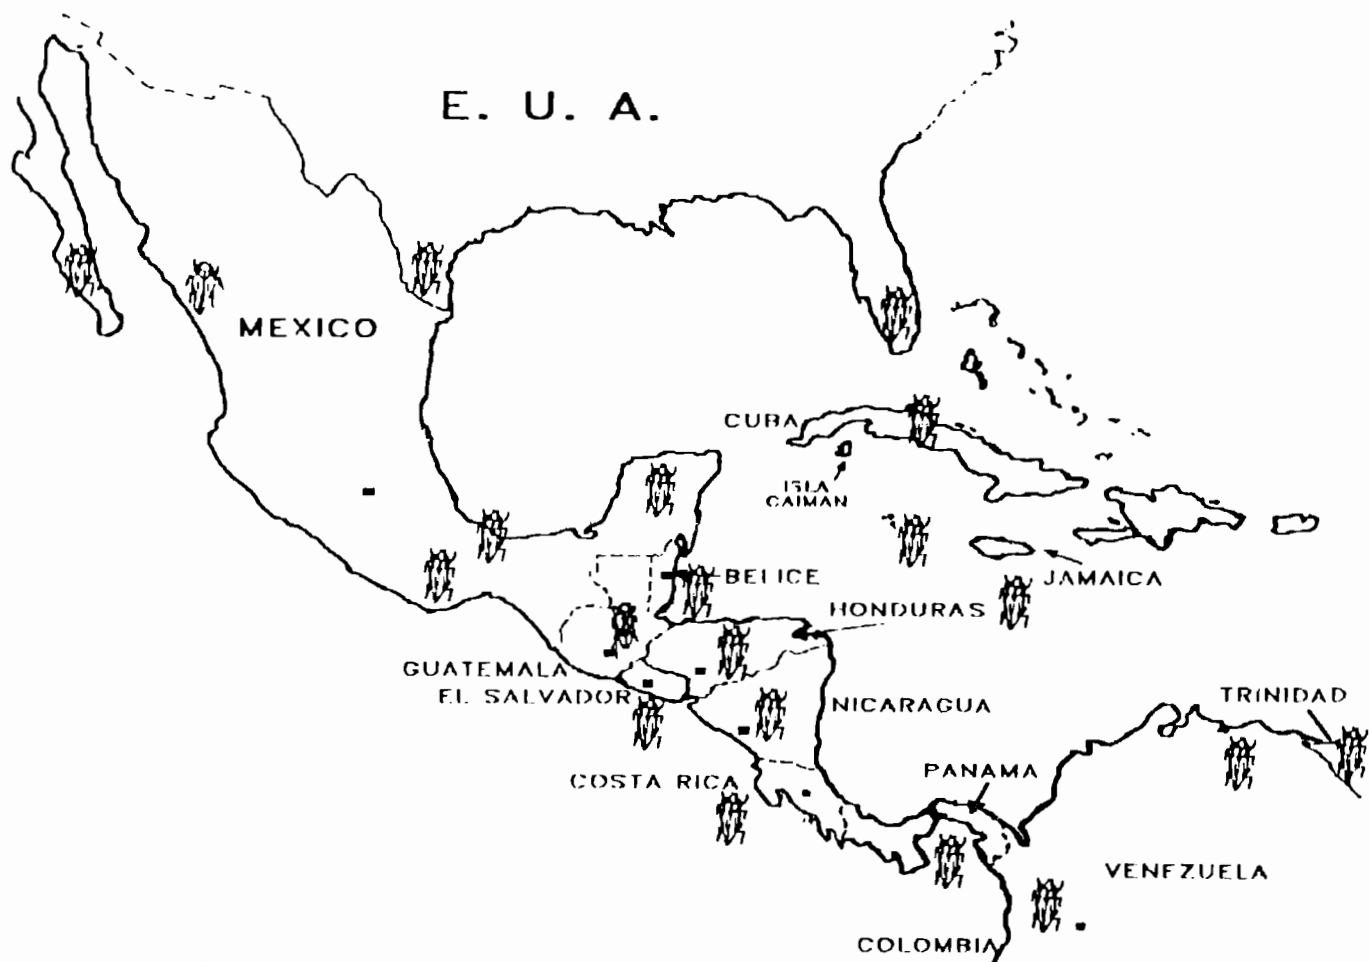 E. U. A.
MEXICO
CUBA
ISLA
CAIMAN
JAMAICA
BELICE
HONDURAS
GUATEMALA
EL SALVADOR
NICARAGUA
TRINIDAD
COSTA RICA
PANAMA
VENEZUELA
COLOMBIA